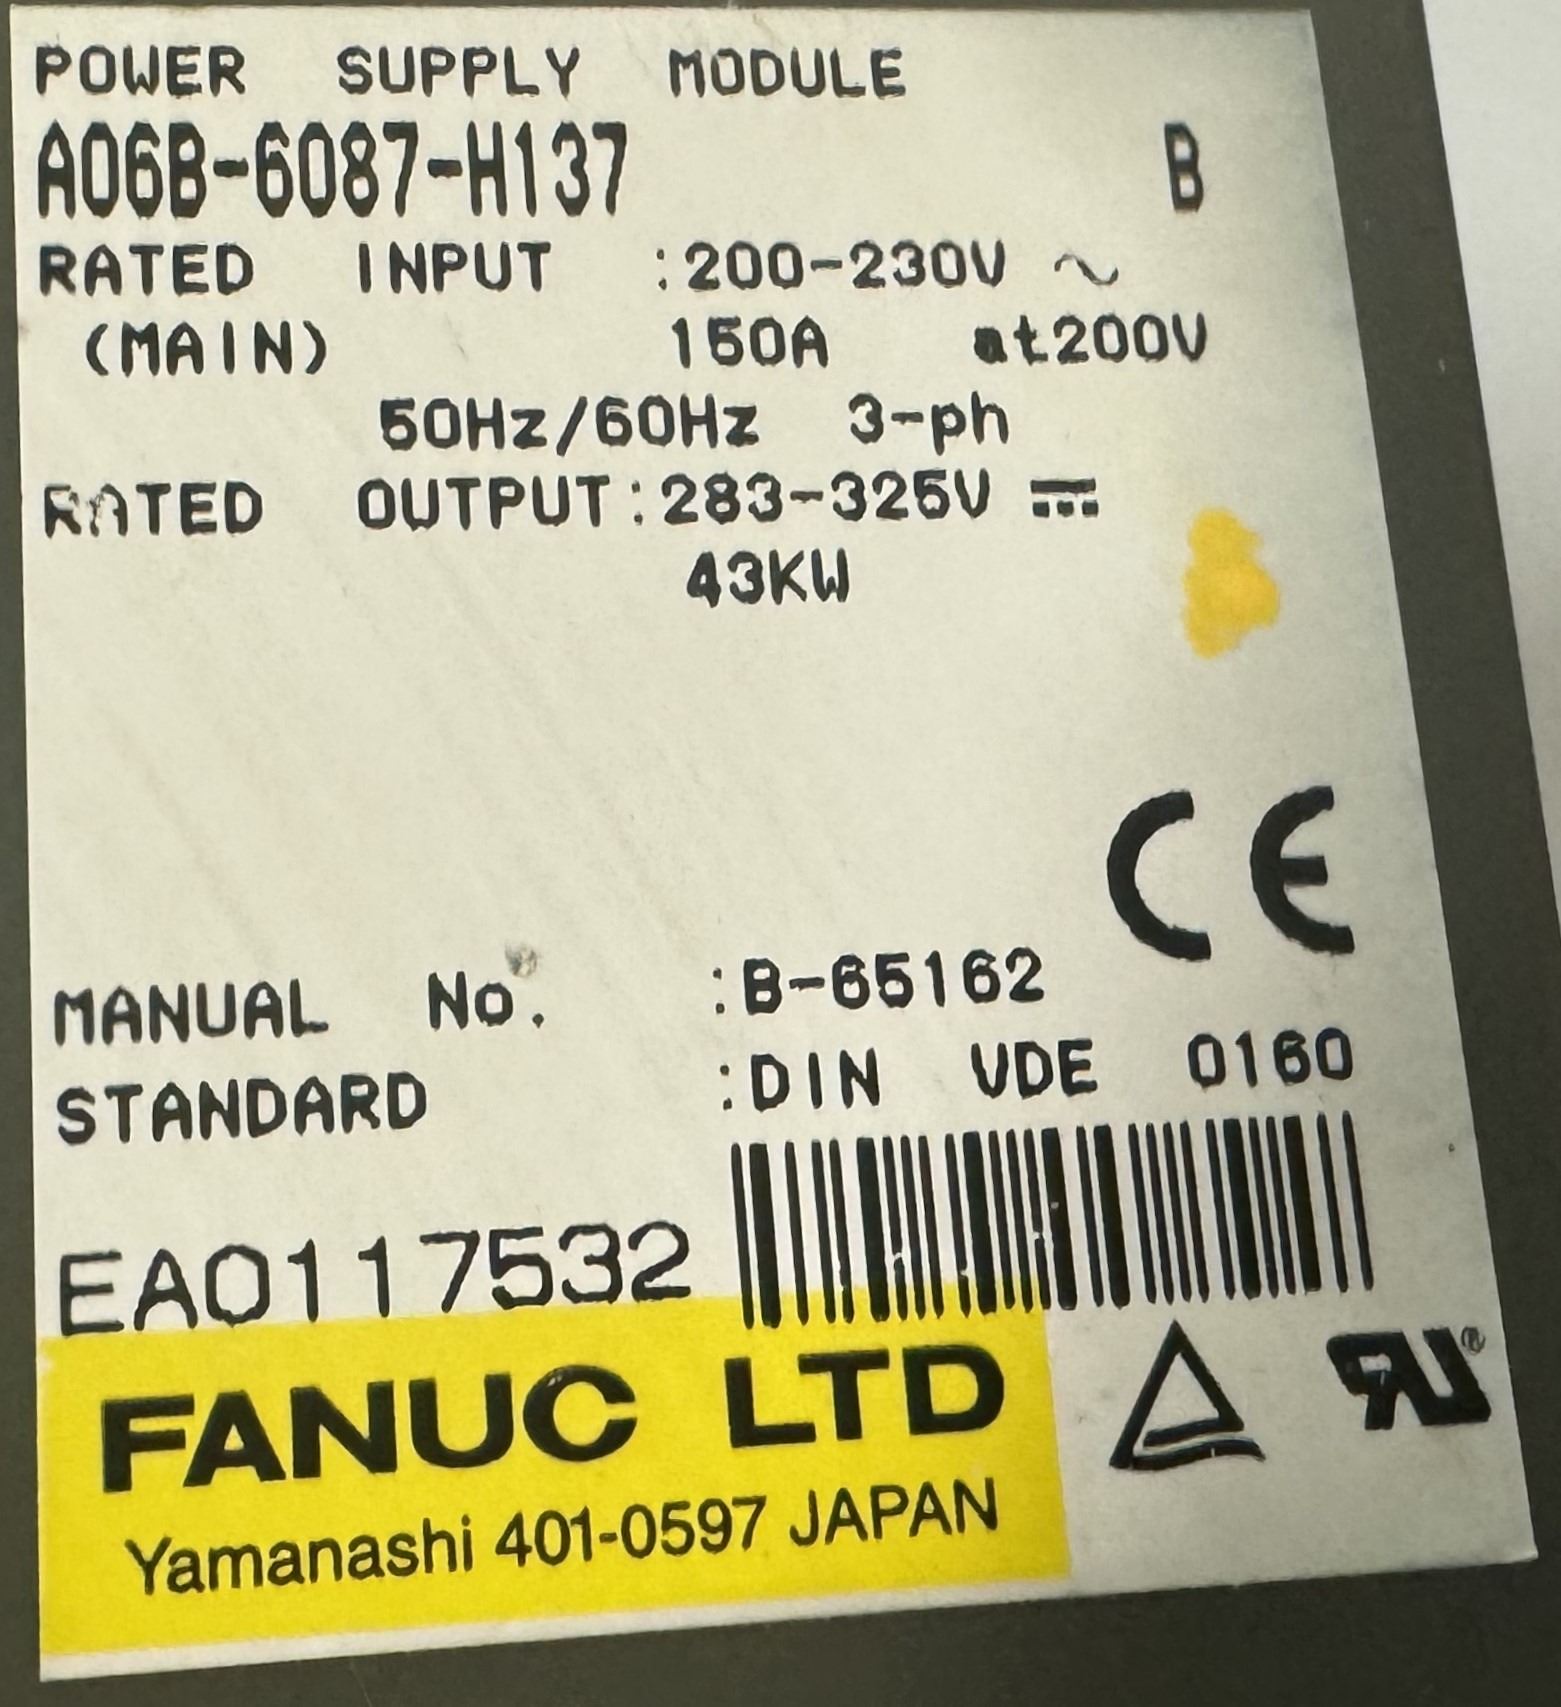 POWER SUPPLY MODULE
A06B-6087-H137 B
RATED INPUT :200-230V ~
(MAIN) 150A at200V
50Hz/60Hz 3-ph
RATED OUTPUT:283-325V ⎓
43KW
CE
MANUAL No. :B-65162
STANDARD :DIN VDE 0160
EA0117532
FANUC LTD
Yamanashi 401-0597 JAPAN
RU®